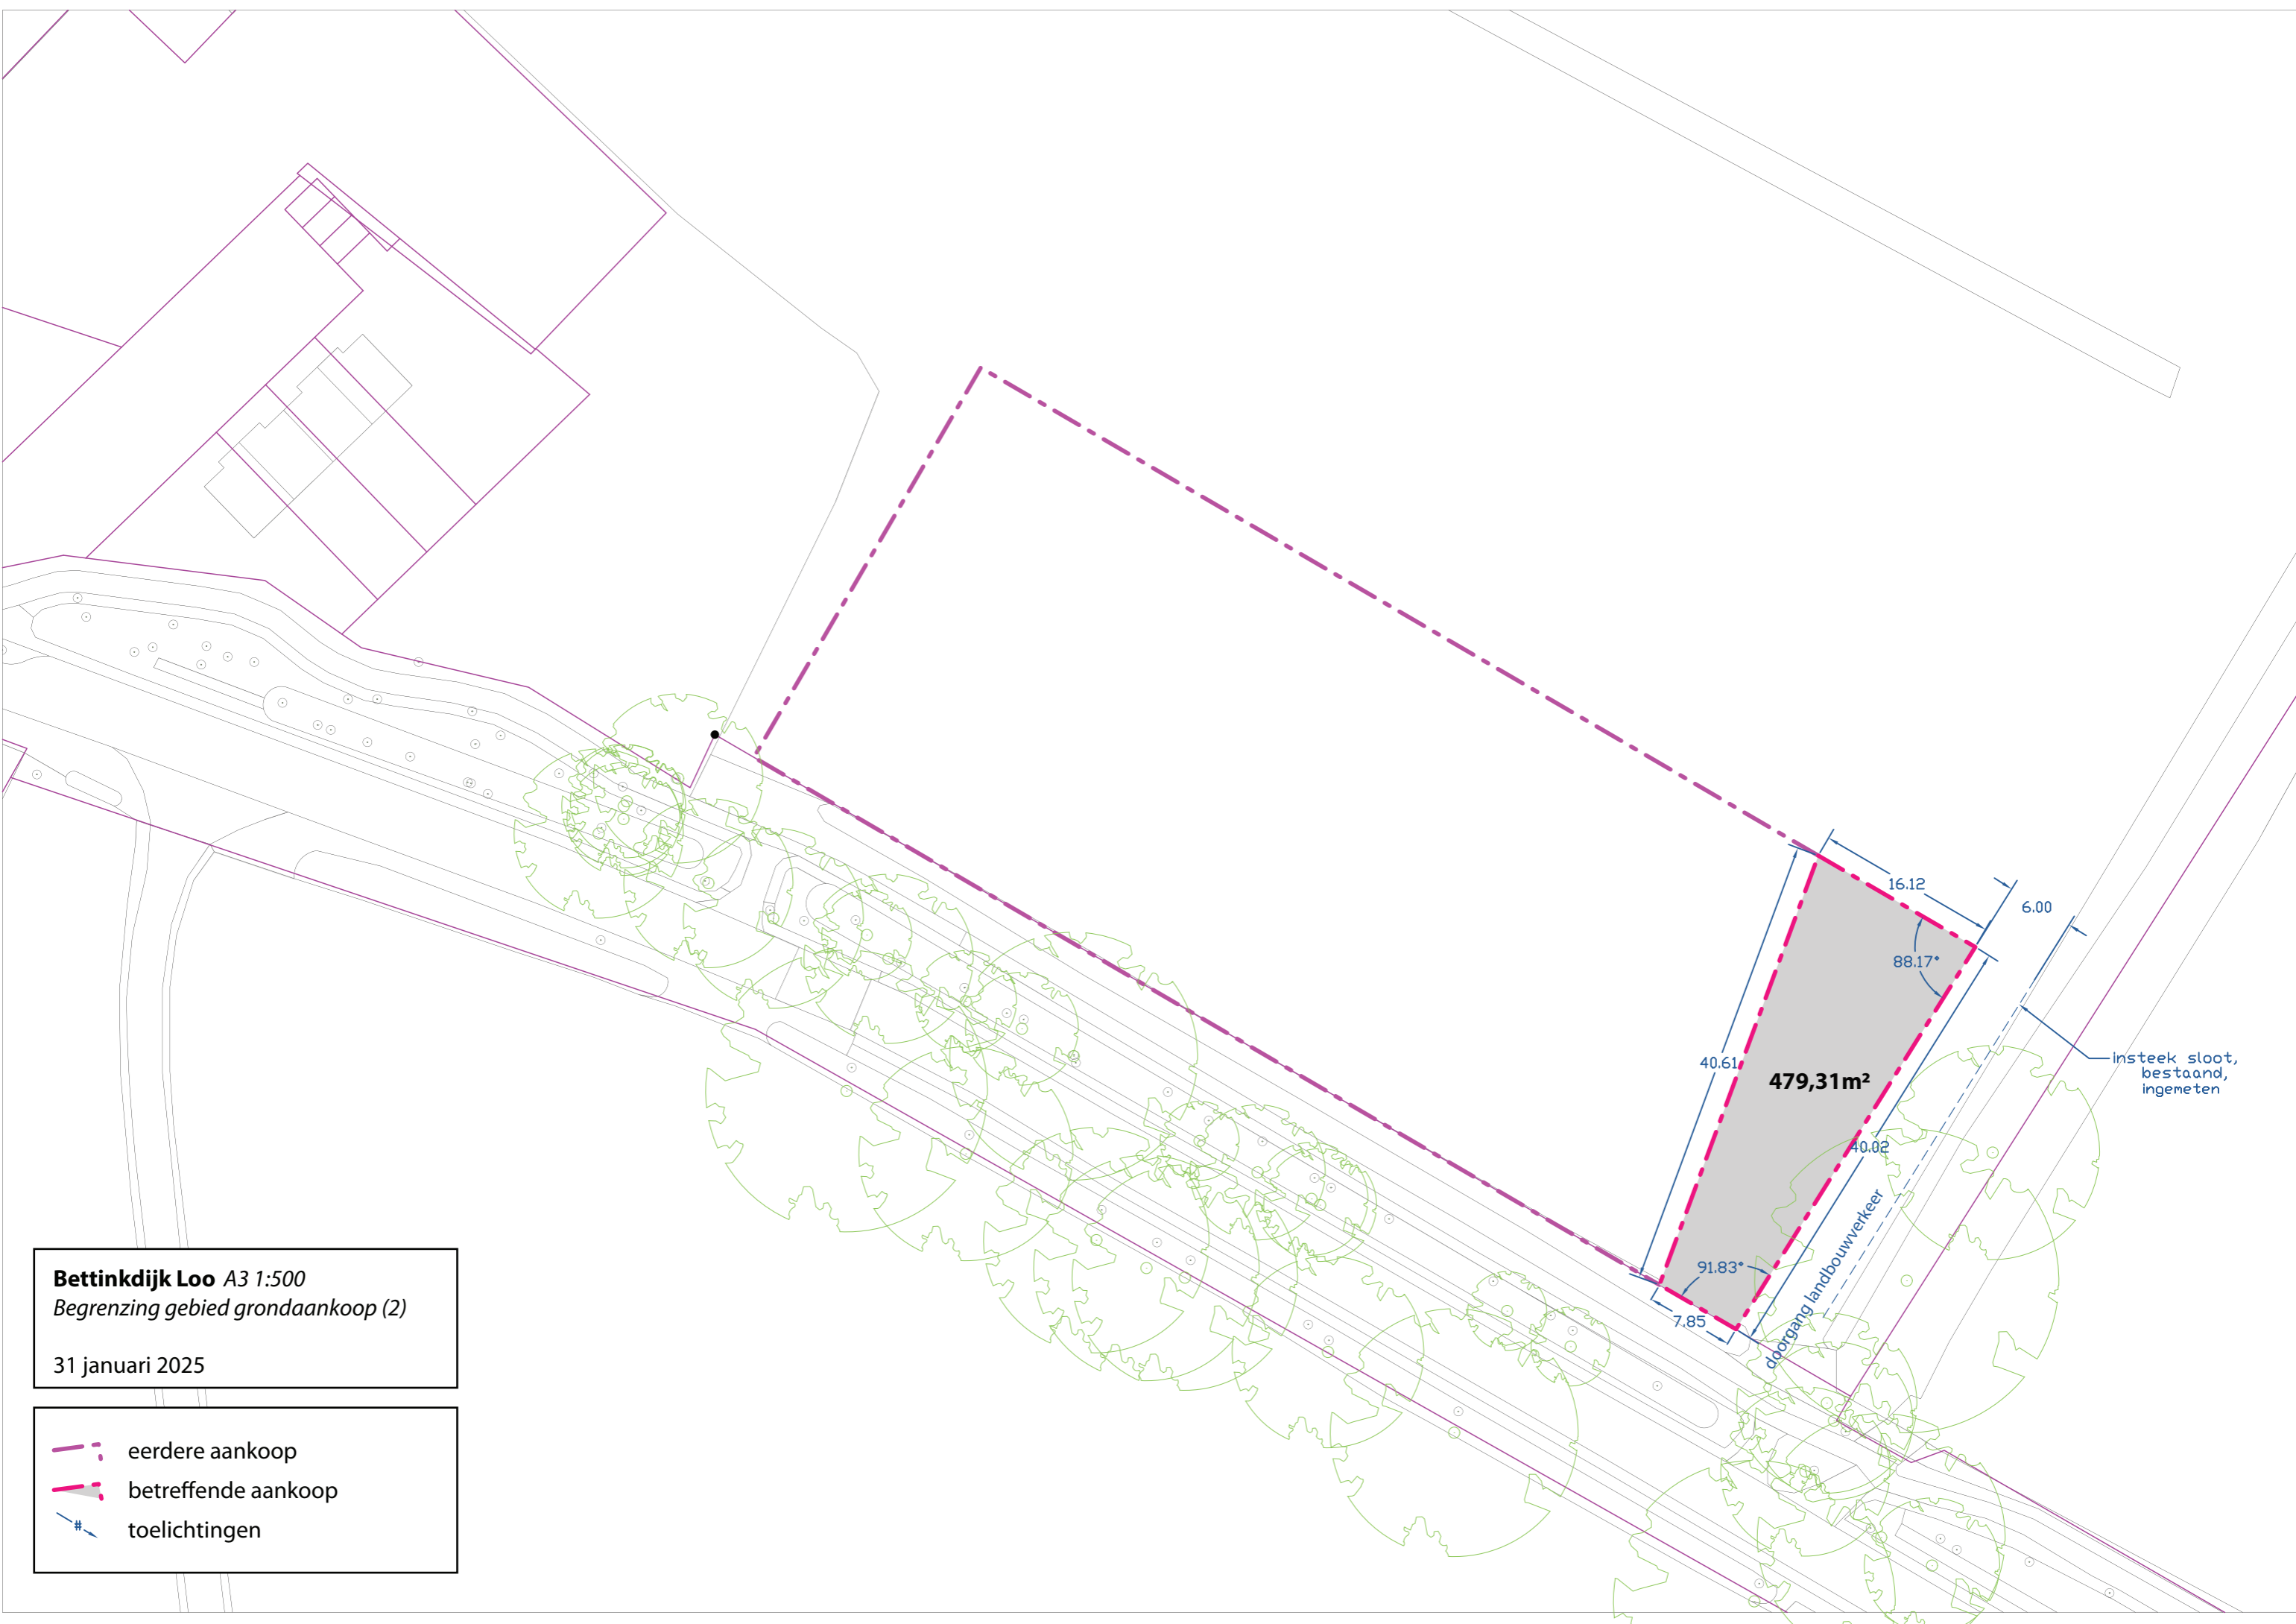 16.12
6.00
88.17°
40.61
479,31m²
insteek sloot,
bestaand,
ingemeten
40.02
doorgang landbouwverkeer
91.83°
7.85
Bettinkdijk Loo A3 1:500
Begrenzing gebied grondaankoop (2)
31 januari 2025
eerdere aankoop
betreffende aankoop
# toelichtingen